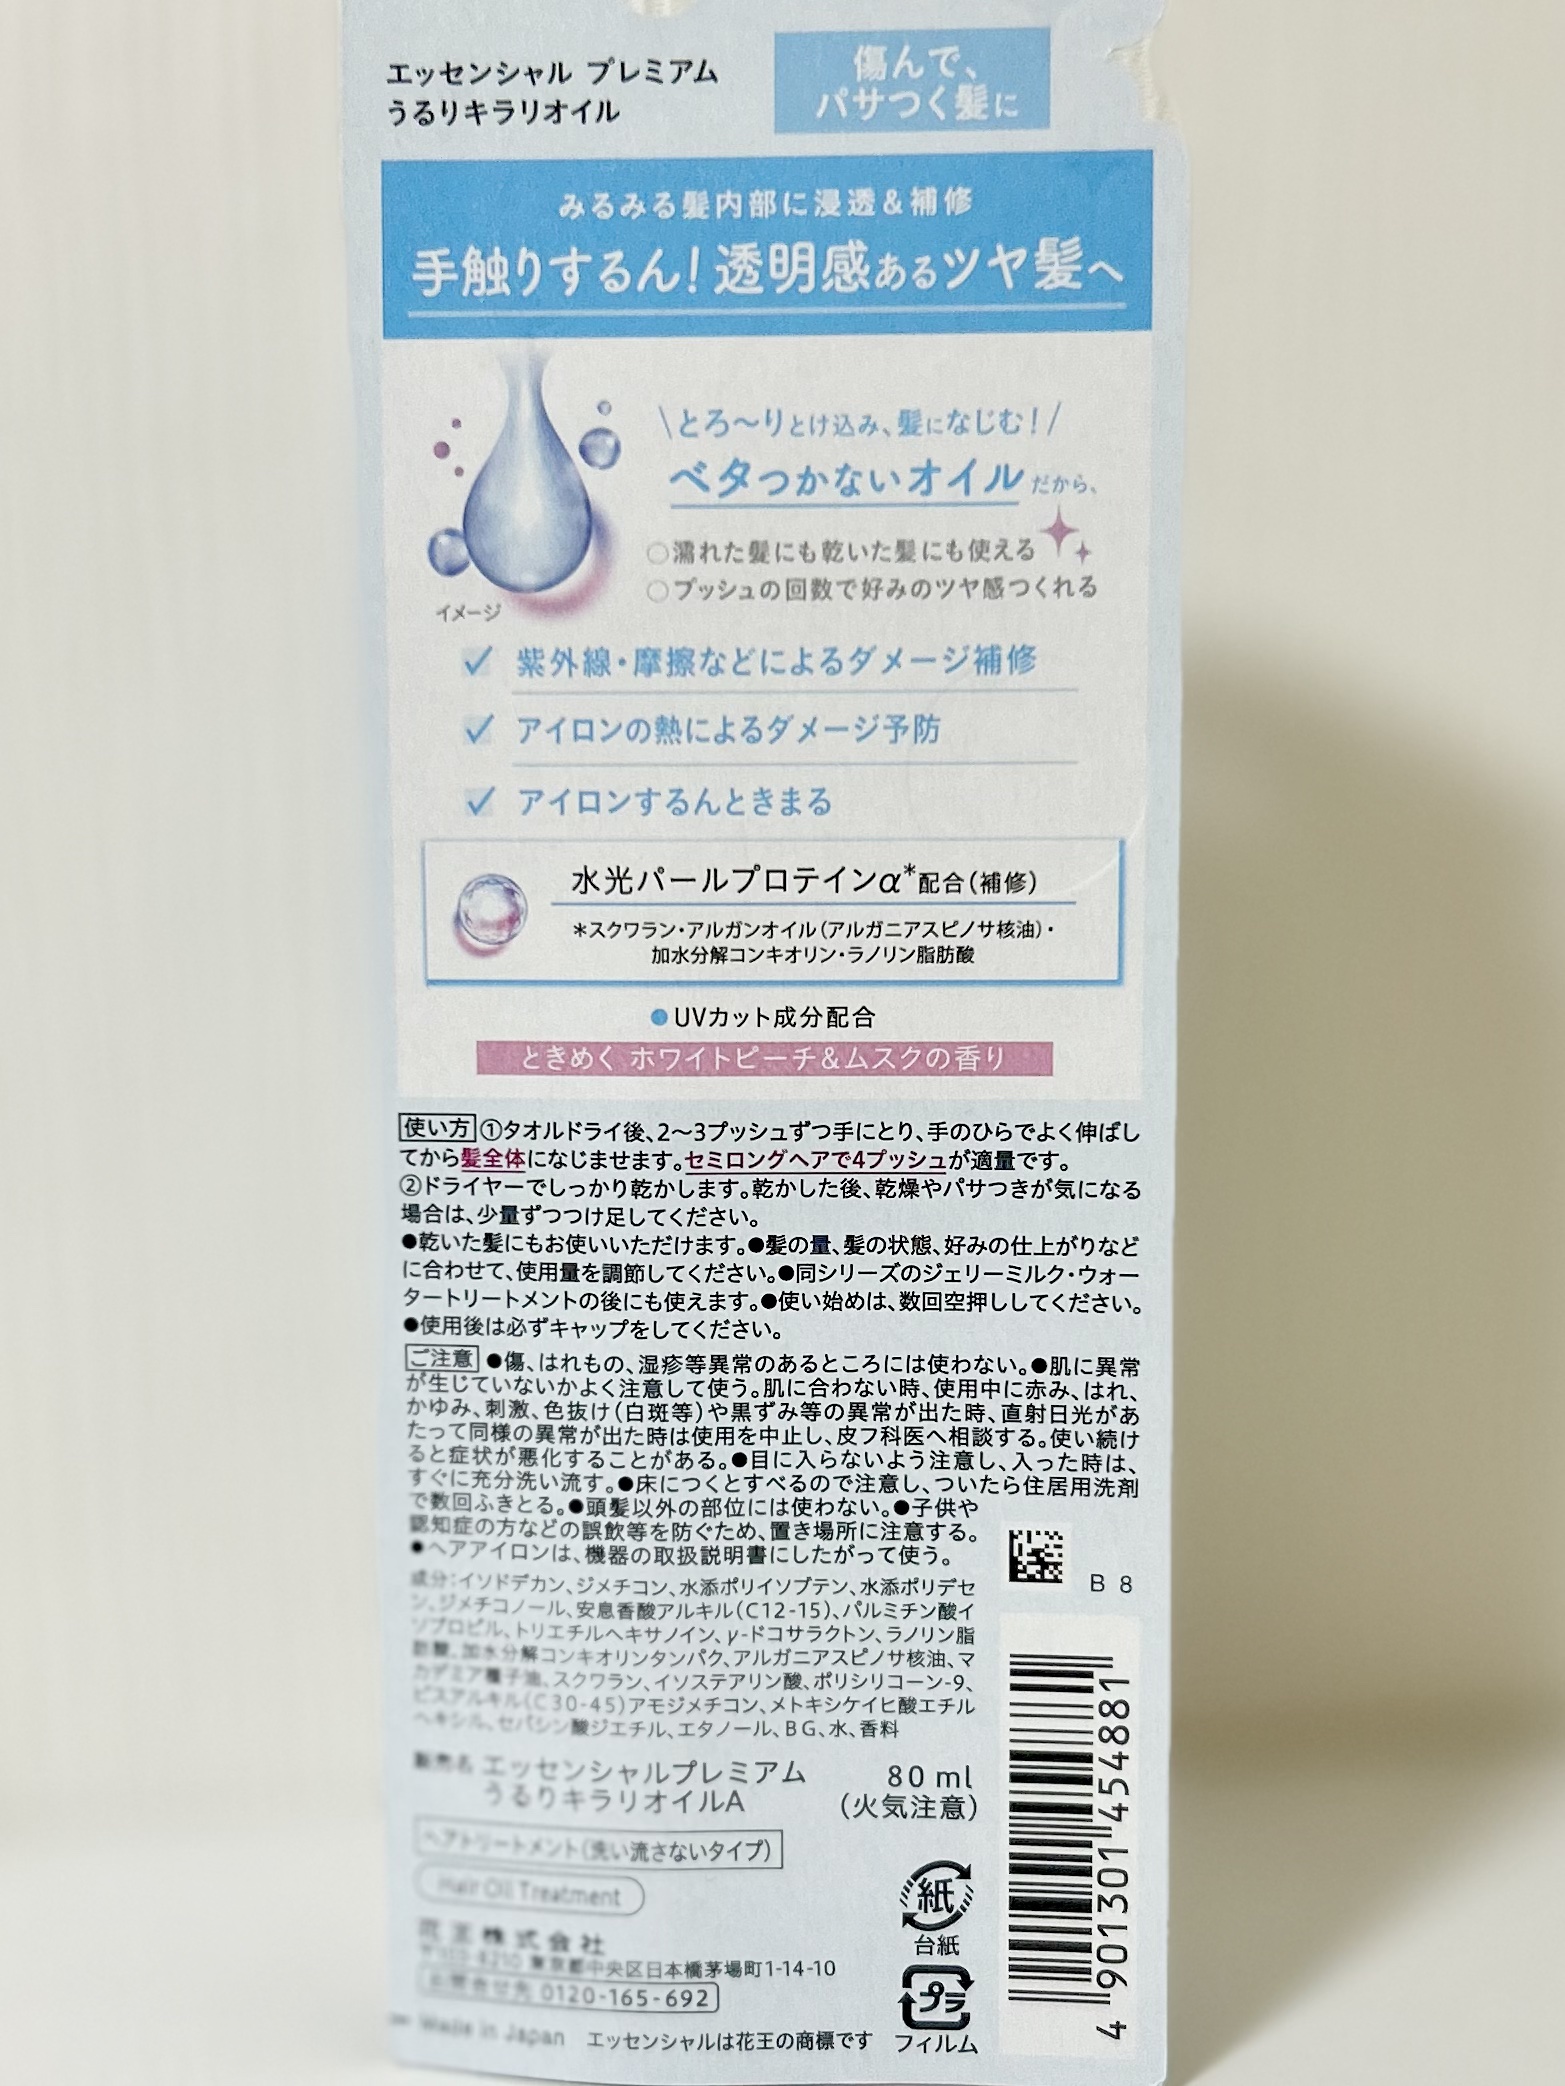 エッセンシャル プレミアム
うるりキラリオイル
傷んで、
パサつく髪に
みるみる髪内部に浸透&補修
手触りするん!透明感あるツヤ髪へ
\とろ〜りとけ込み、髪になじむ!/
ベタつかないオイルだから、
○濡れた髪にも乾いた髪にも使える
○プッシュの回数で好みのツヤ感つくれる
イメージ
✓ 紫外線・摩擦などによるダメージ補修
✓ アイロンの熱によるダメージ予防
✓ アイロンするんときまる
水光パールプロテインα*配合(補修)
*スクワラン・アルガンオイル(アルガニアスピノサ核油)・
加水分解コンキオリン・ラノリン脂肪酸
●UVカット成分配合
ときめく ホワイトピーチ&ムスクの香り
使い方 ①タオルドライ後、2〜3プッシュずつ手にとり、手のひらでよく伸ばし
てから髪全体になじませます。セミロングヘアで4プッシュが適量です。
②ドライヤーでしっかり乾かします。乾かした後、乾燥やパサつきが気になる
場合は、少量ずつつけ足してください。
●乾いた髪にもお使いいただけます。●髪の量、髪の状態、好みの仕上がりなど
に合わせて、使用量を調節してください。●同シリーズのジェリーミルク・ウォー
タートリートメントの後にも使えます。●使い始めは、数回空押ししてください。
●使用後は必ずキャップをしてください。
ご注意 ●傷、はれもの、湿疹等異常のあるところには使わない。●肌に異常
が生じていないかよく注意して使う。肌に合わない時、使用中に赤み、はれ、
かゆみ、刺激、色抜け(白斑等)や黒ずみ等の異常が出た時、直射日光があ
たって同様の異常が出た時は使用を中止し、皮フ科医へ相談する。使い続け
ると症状が悪化することがある。●目に入らないよう注意し、入った時は、
すぐに充分洗い流す。●床につくとすべるので注意し、ついたら住居用洗剤
で数回ふきとる。●頭髪以外の部位には使わない。●子供や
認知症の方などの誤飲等を防ぐため、置き場所に注意する。
●ヘアアイロンは、機器の取扱説明書にしたがって使う。
B 8
成分:イソドデカン、ジメチコン、水添ポリイソブテン、水添ポリデセ
ン、ジメチコノール、安息香酸アルキル(C12-15)、パルミチン酸イ
ソプロピル、トリエチルヘキサノイン、γ-ドコサラクトン、ラノリン脂
肪酸、加水分解コンキオリンタンパク、アルガニアスピノサ核油、マ
カデミア種子油、スクワラン、イソステアリン酸、ポリシリコーン-9、
ビスアルキル(C30-45)アモジメチコン、メトキシケイヒ酸エチル
ヘキシル、セバシン酸ジエチル、エタノール、BG、水、香料
販売名 エッセンシャルプレミアム
うるりキラリオイルA
80 ml
(火気注意)
ヘアトリートメント(洗い流さないタイプ)
Hair Oil Treatment
花王株式会社
〒103-8210 東京都中央区日本橋茅場町1-14-10
お問合せ先 0120-165-692
Made in Japan エッセンシャルは花王の商標です
紙
台紙
プラ
フィルム
4 901301 454881